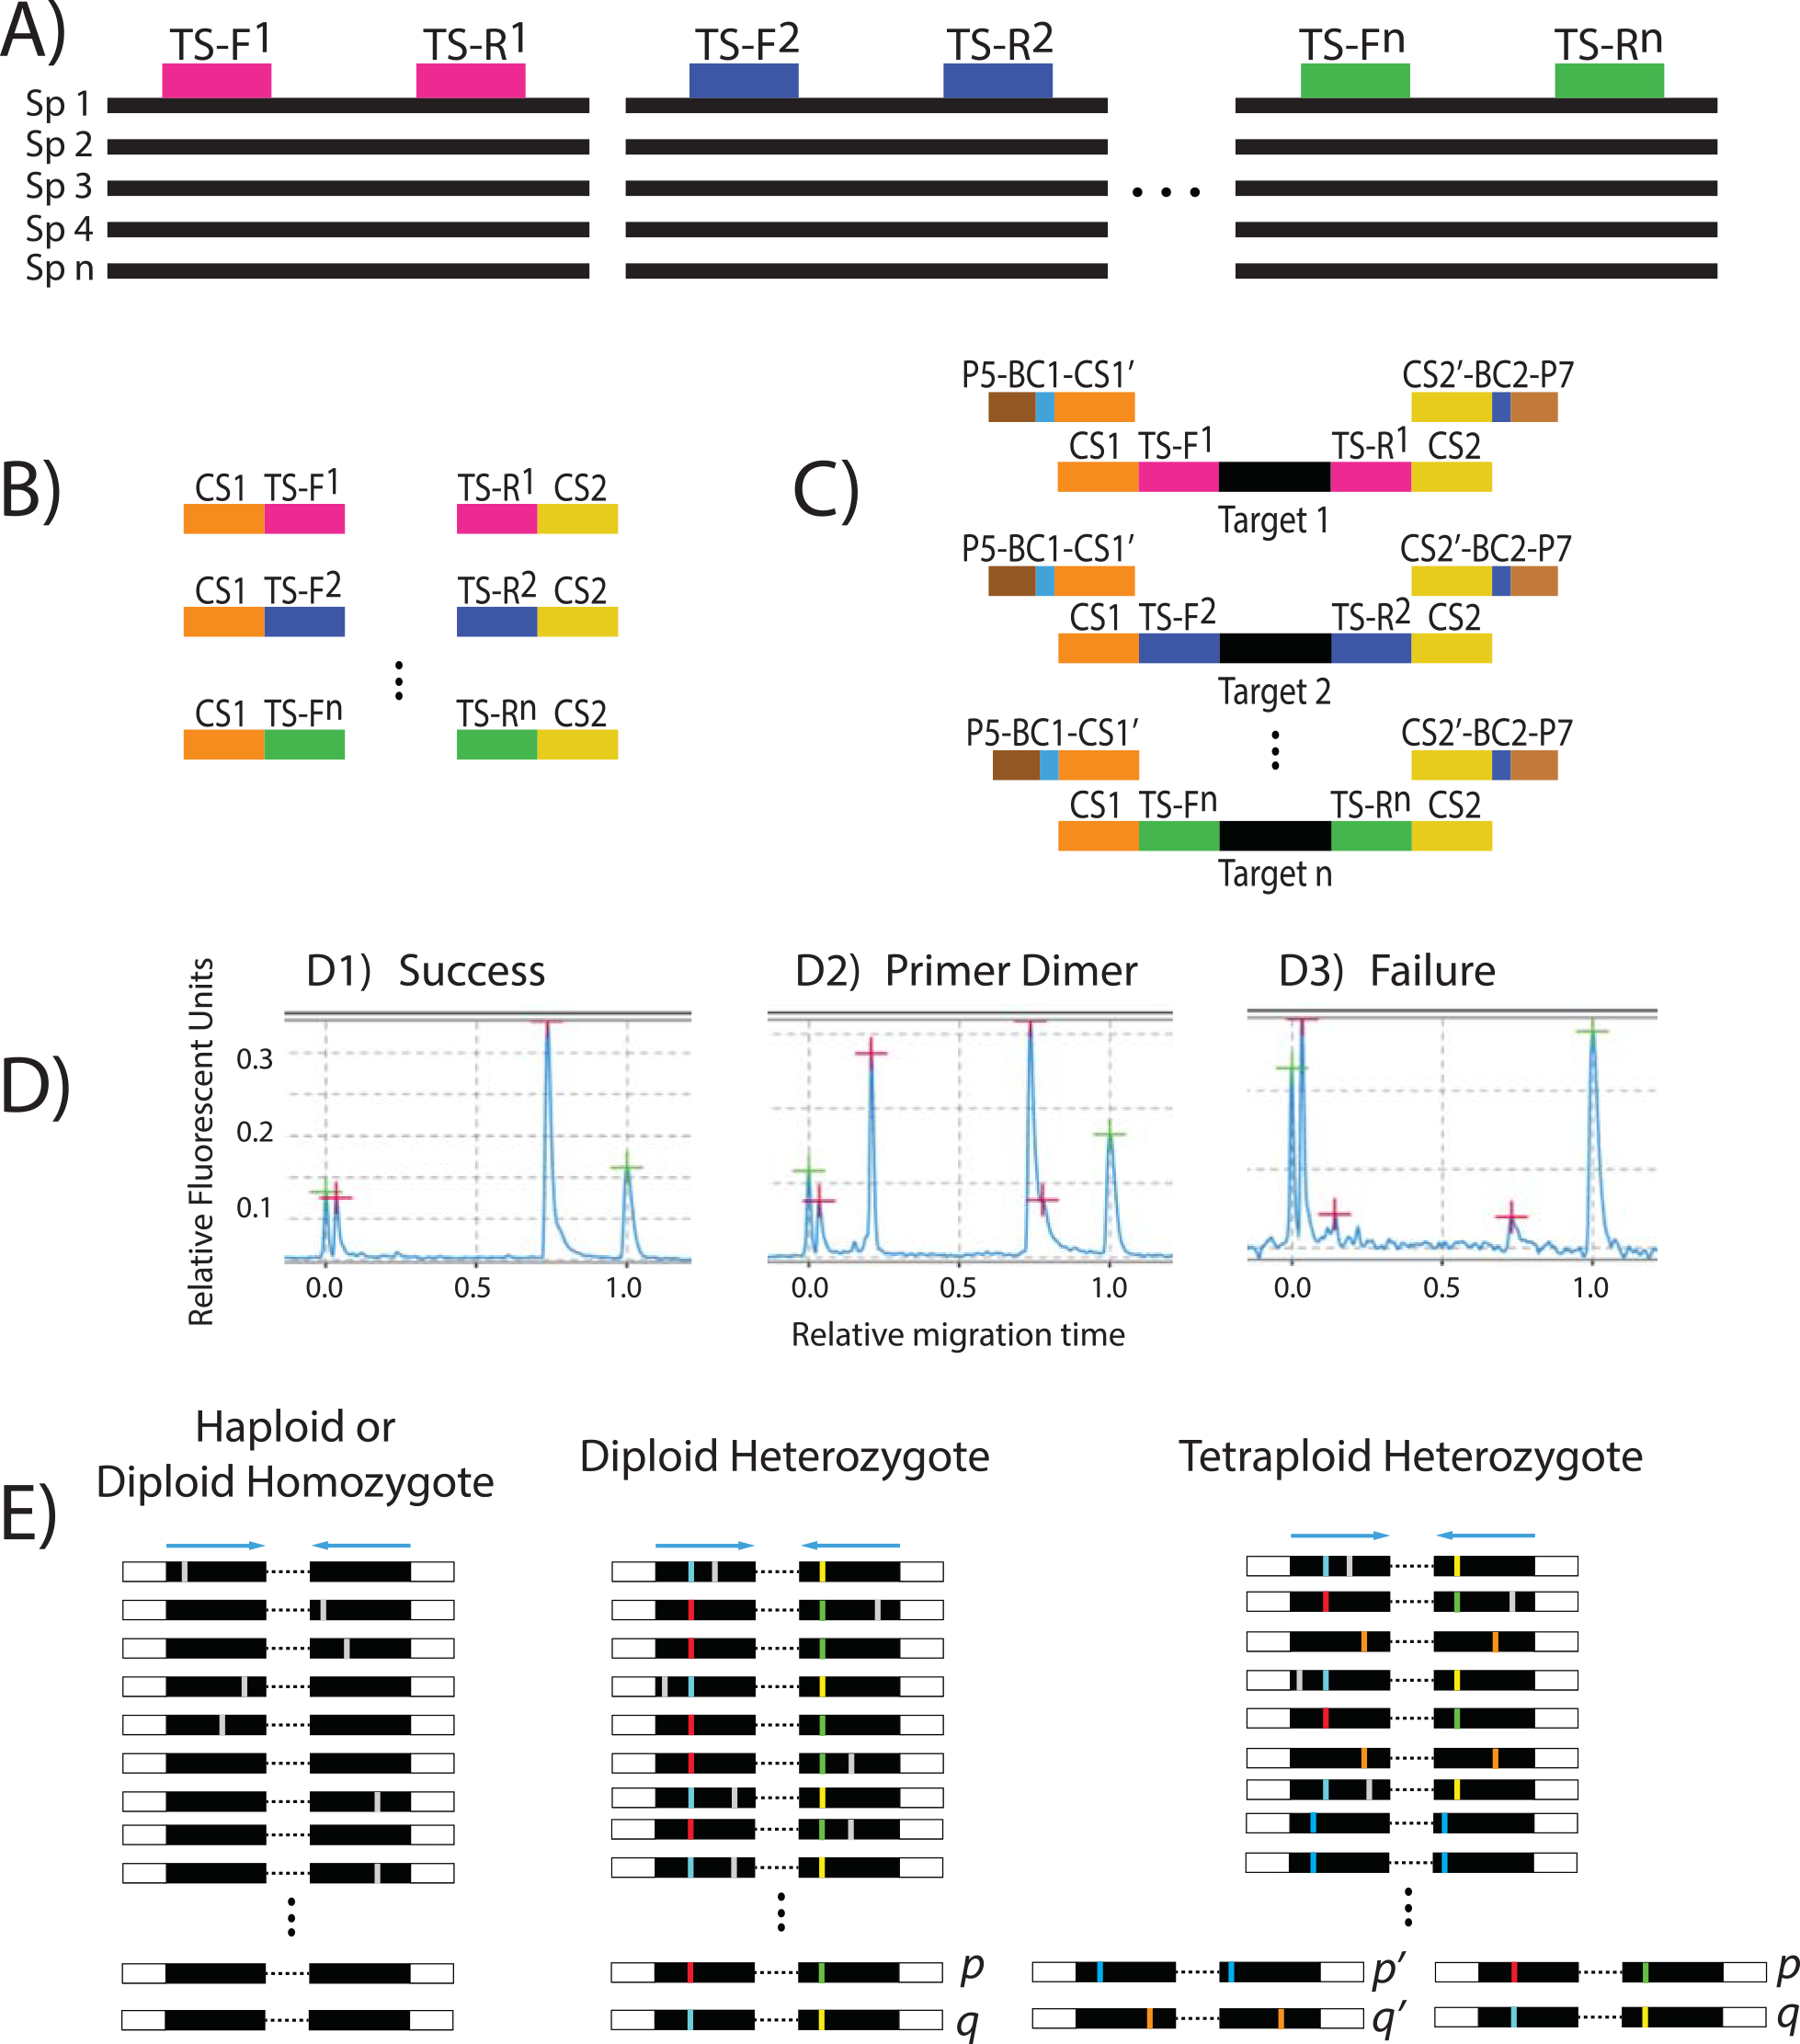 A)
TS-F1 TS-R1 TS-F2 TS-R2 TS-Fn TS-Rn
Sp 1
Sp 2
Sp 3
Sp 4
Sp n
B)
CS1 TS-F1 TS-R1 CS2
CS1 TS-F2 TS-R2 CS2
CS1 TS-Fn TS-Rn CS2
C)
P5-BC1-CS1′ CS2′-BC2-P7
CS1 TS-F1 TS-R1 CS2
Target 1
P5-BC1-CS1′ CS2′-BC2-P7
CS1 TS-F2 TS-R2 CS2
Target 2
P5-BC1-CS1′ CS2′-BC2-P7
CS1 TS-Fn TS-Rn CS2
Target n
D)
D1) Success D2) Primer Dimer D3) Failure
Relative Fluorescent Units
0.3
0.2
0.1
0.0 0.5 1.0 0.0 0.5 1.0 0.0 0.5 1.0
Relative migration time
E)
Haploid or
Diploid Homozygote
Diploid Heterozygote
Tetraploid Heterozygote
p p′ p
q q′ q